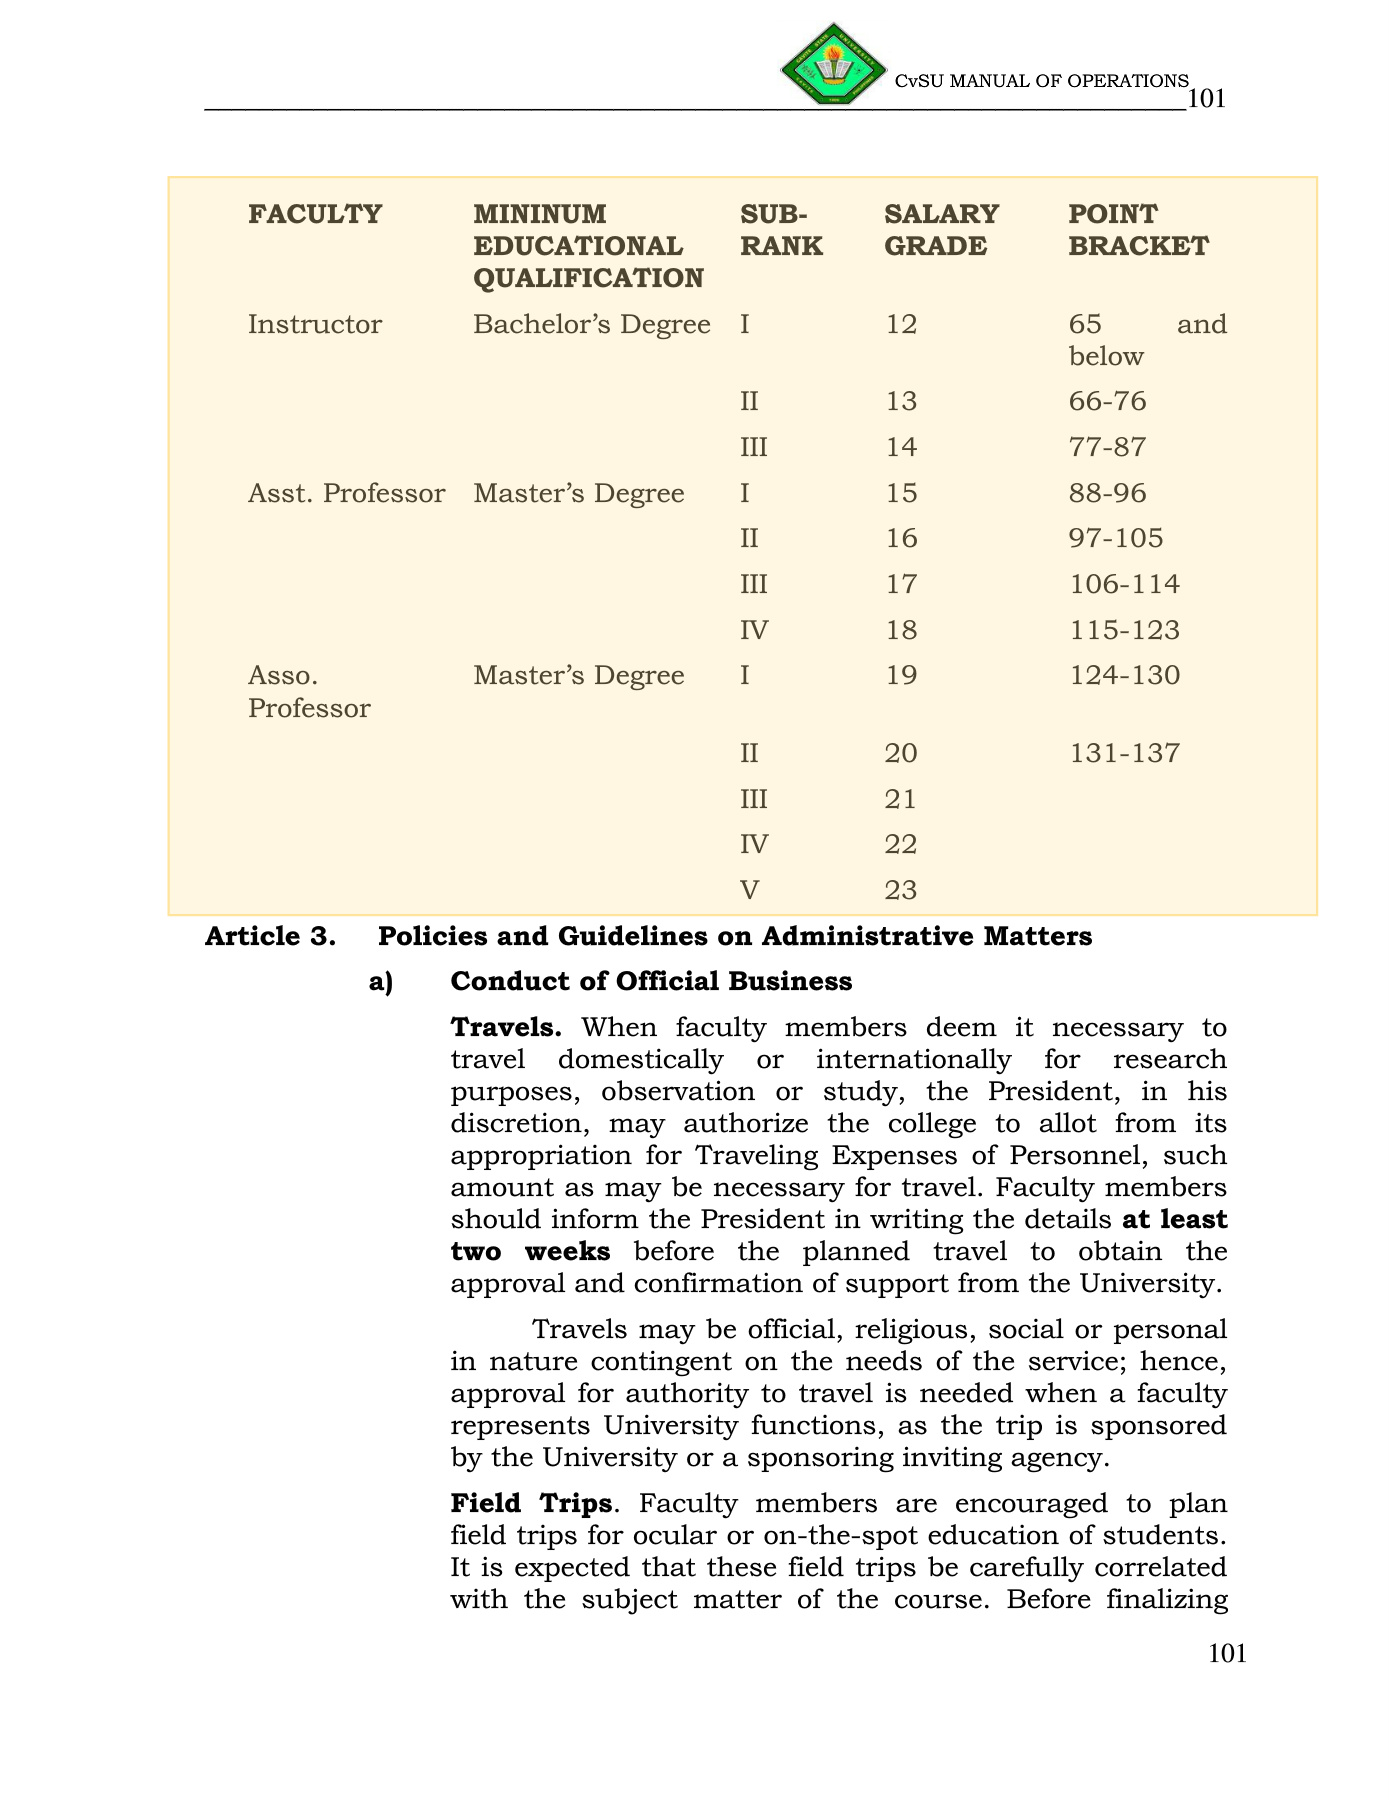 CvSU MANUAL OF OPERATIONS
101
FACULTY MININUM SUB- SALARY POINT
EDUCATIONAL RANK GRADE BRACKET
QUALIFICATION
Instructor Bachelor’s Degree I 12 65 and
below
II 13 66-76
III 14 77-87
Asst. Professor Master’s Degree I 15 88-96
II 16 97-105
III 17 106-114
IV 18 115-123
Asso. Master’s Degree I 19 124-130
Professor
II 20 131-137
III 21
IV 22
V 23
Article 3. Policies and Guidelines on Administrative Matters
a) Conduct of Official Business
Travels. When faculty members deem it necessary to
travel domestically or internationally for research
purposes, observation or study, the President, in his
discretion, may authorize the college to allot from its
appropriation for Traveling Expenses of Personnel, such
amount as may be necessary for travel. Faculty members
should inform the President in writing the details at least
two weeks before the planned travel to obtain the
approval and confirmation of support from the University.
Travels may be official, religious, social or personal
in nature contingent on the needs of the service; hence,
approval for authority to travel is needed when a faculty
represents University functions, as the trip is sponsored
by the University or a sponsoring inviting agency.
Field Trips. Faculty members are encouraged to plan
field trips for ocular or on-the-spot education of students.
It is expected that these field trips be carefully correlated
with the subject matter of the course. Before finalizing
101